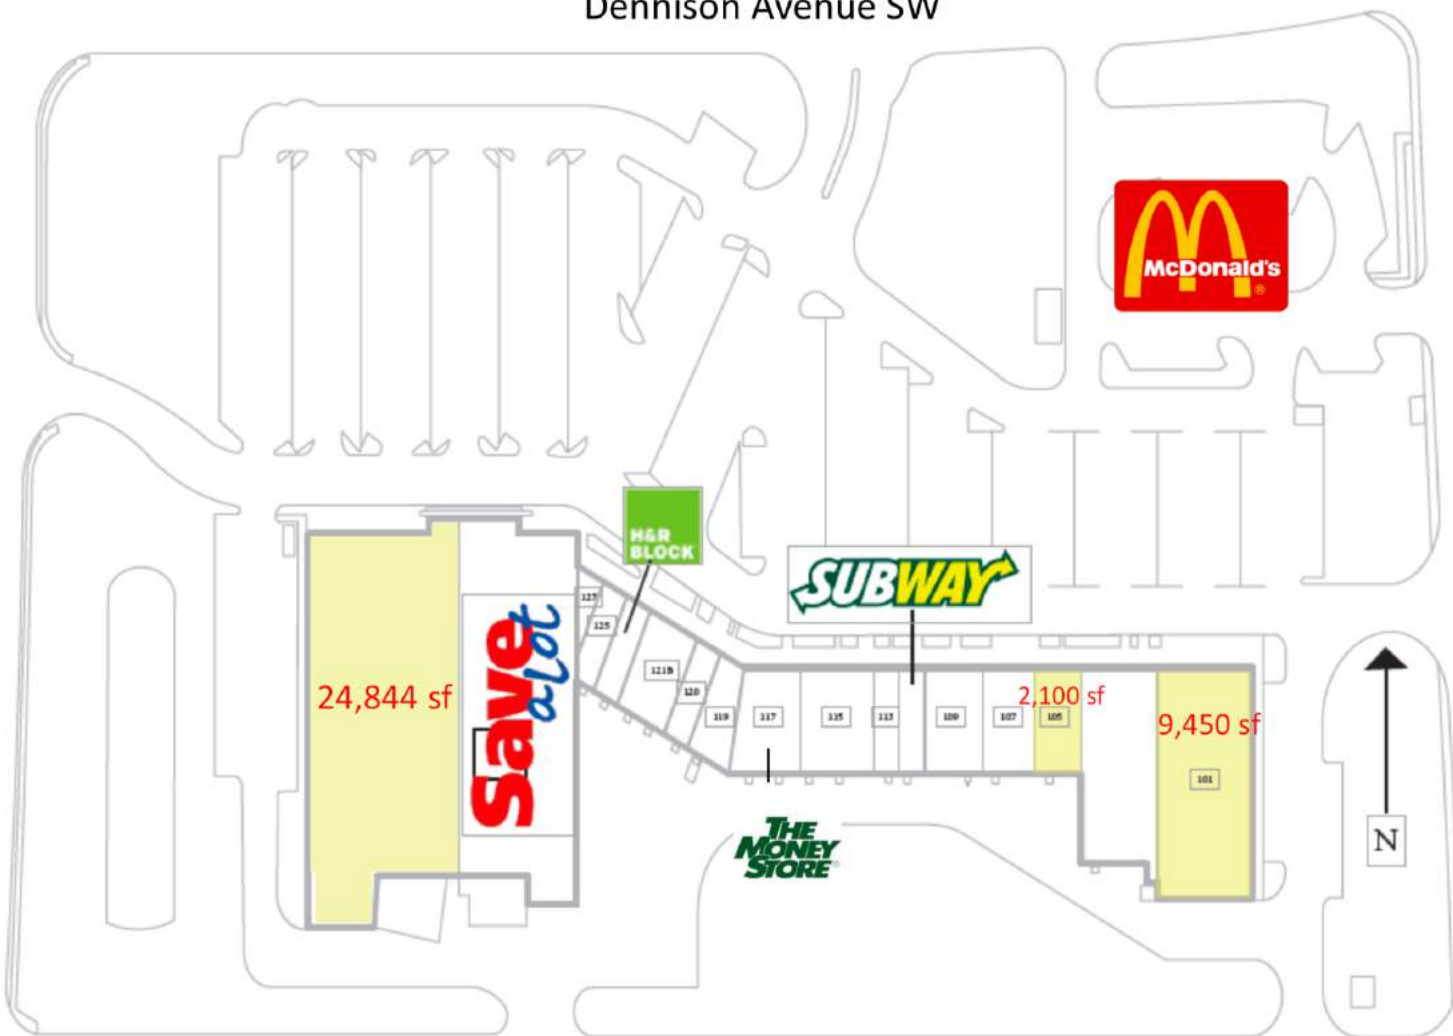 Dennison Avenue SW
McDonald's
®
H&R
BLOCK
SUBWAY
127
125
121B
120
119
24,844 sf
Save
a lot
117
115
113
109
107
2,100 sf
105
9,450 sf
101
THE
MONEY
STORE
N